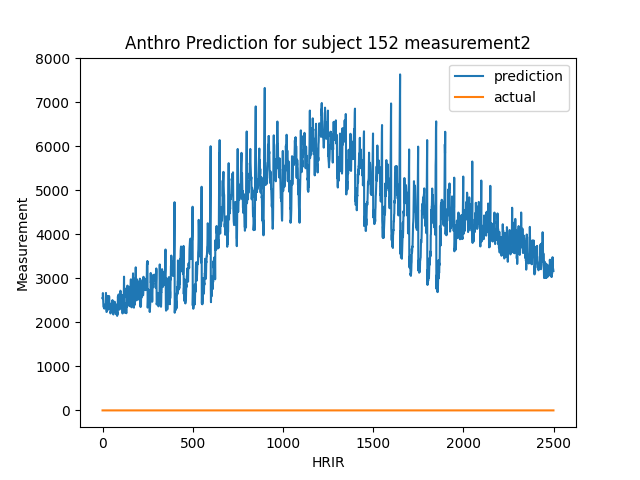 Anthro Prediction for subject 152 measurement2
prediction
actual
Measurement
8000
7000
6000
5000
4000
3000
2000
1000
0
0 500 1000 1500 2000 2500
HRIR